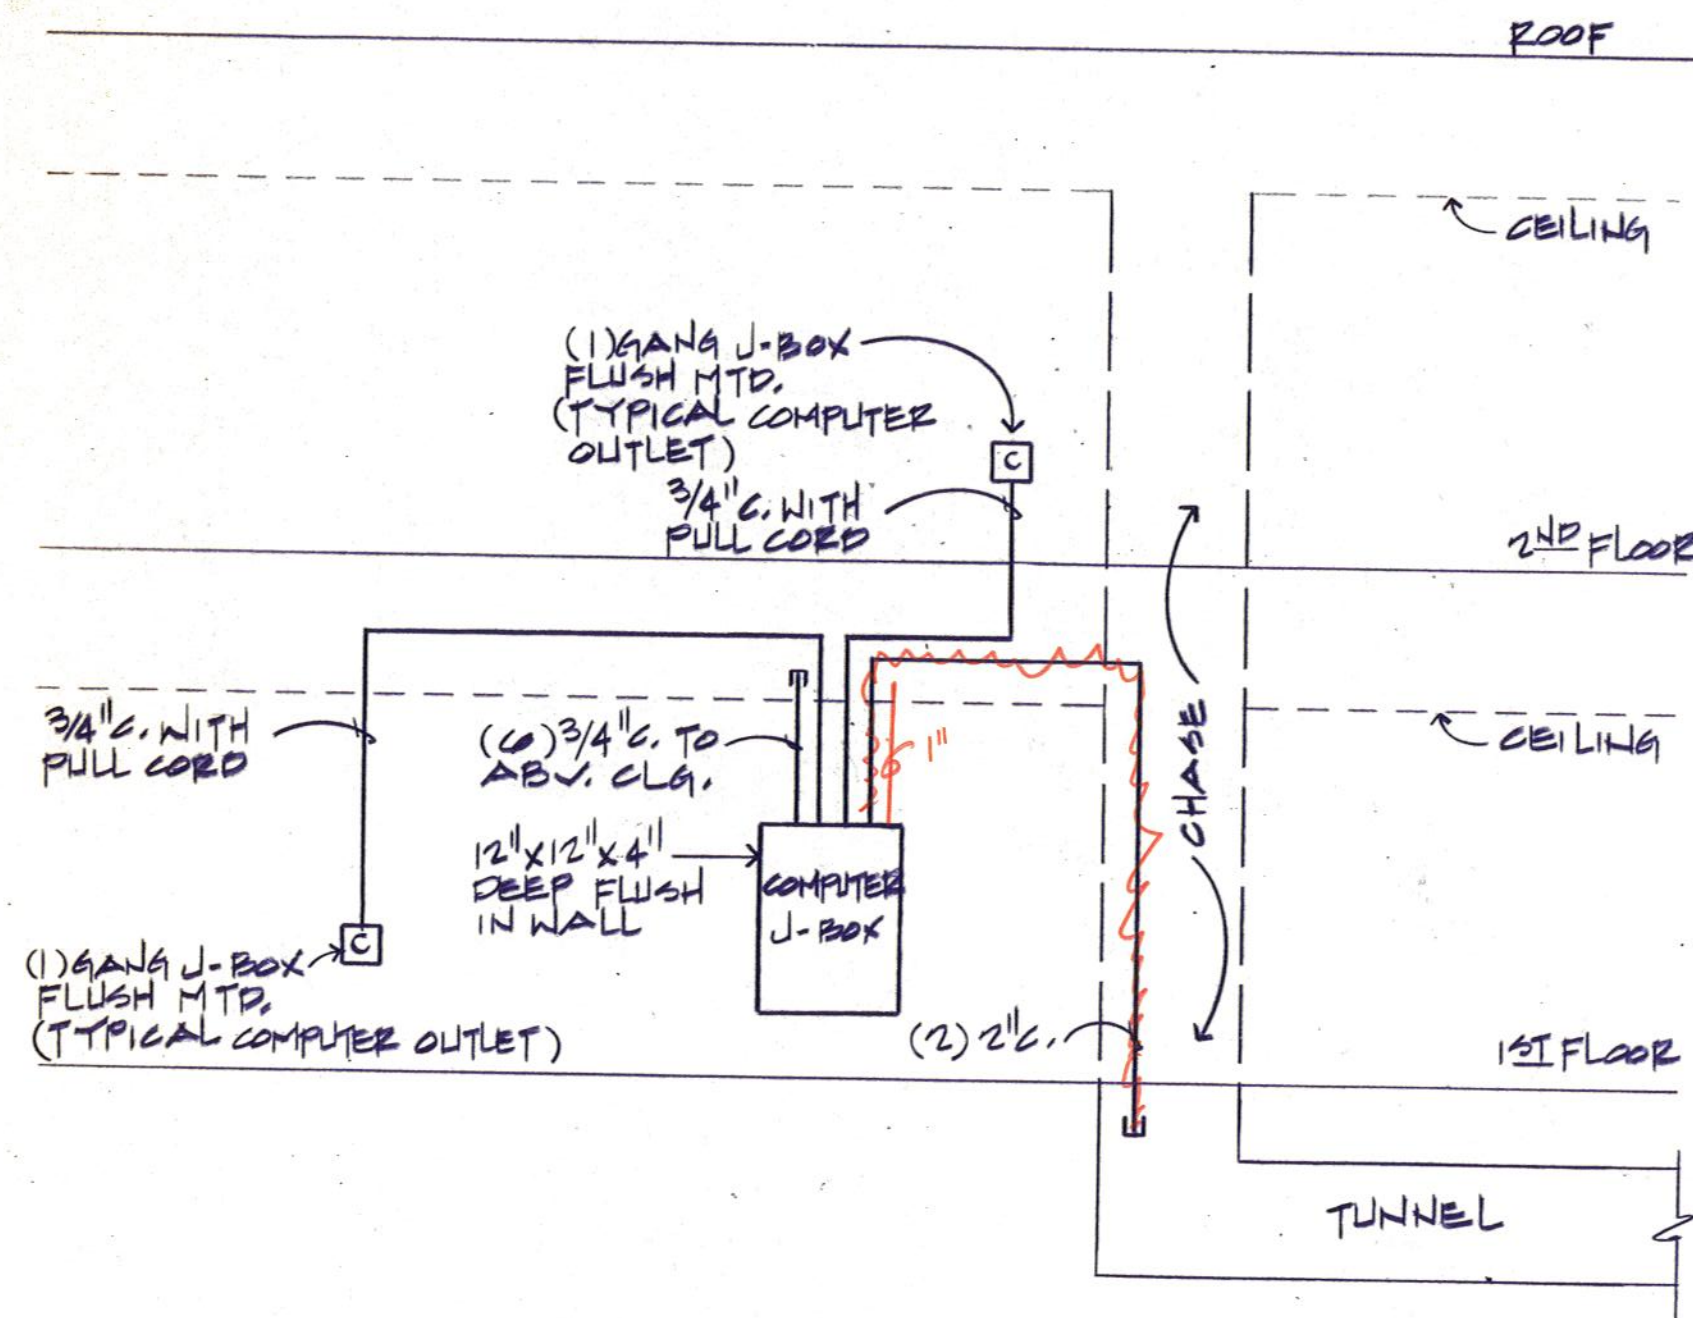 ROOF
CEILING
(1) GANG J-BOX
FLUSH MTD.
(TYPICAL COMPUTER
OUTLET)
C
3/4"C. WITH
PULL CORD
2ND FLOOR
3/4"C. WITH
PULL CORD
(6) 3/4"C. TO
ABV. CLG.
1"
CHASE
CEILING
12"X12"X4"
DEEP FLUSH
IN WALL
COMPUTER
J-BOX
C
(1) GANG J-BOX
FLUSH MTD.
(TYPICAL COMPUTER OUTLET)
(2) 2"C.
1ST FLOOR
TUNNEL